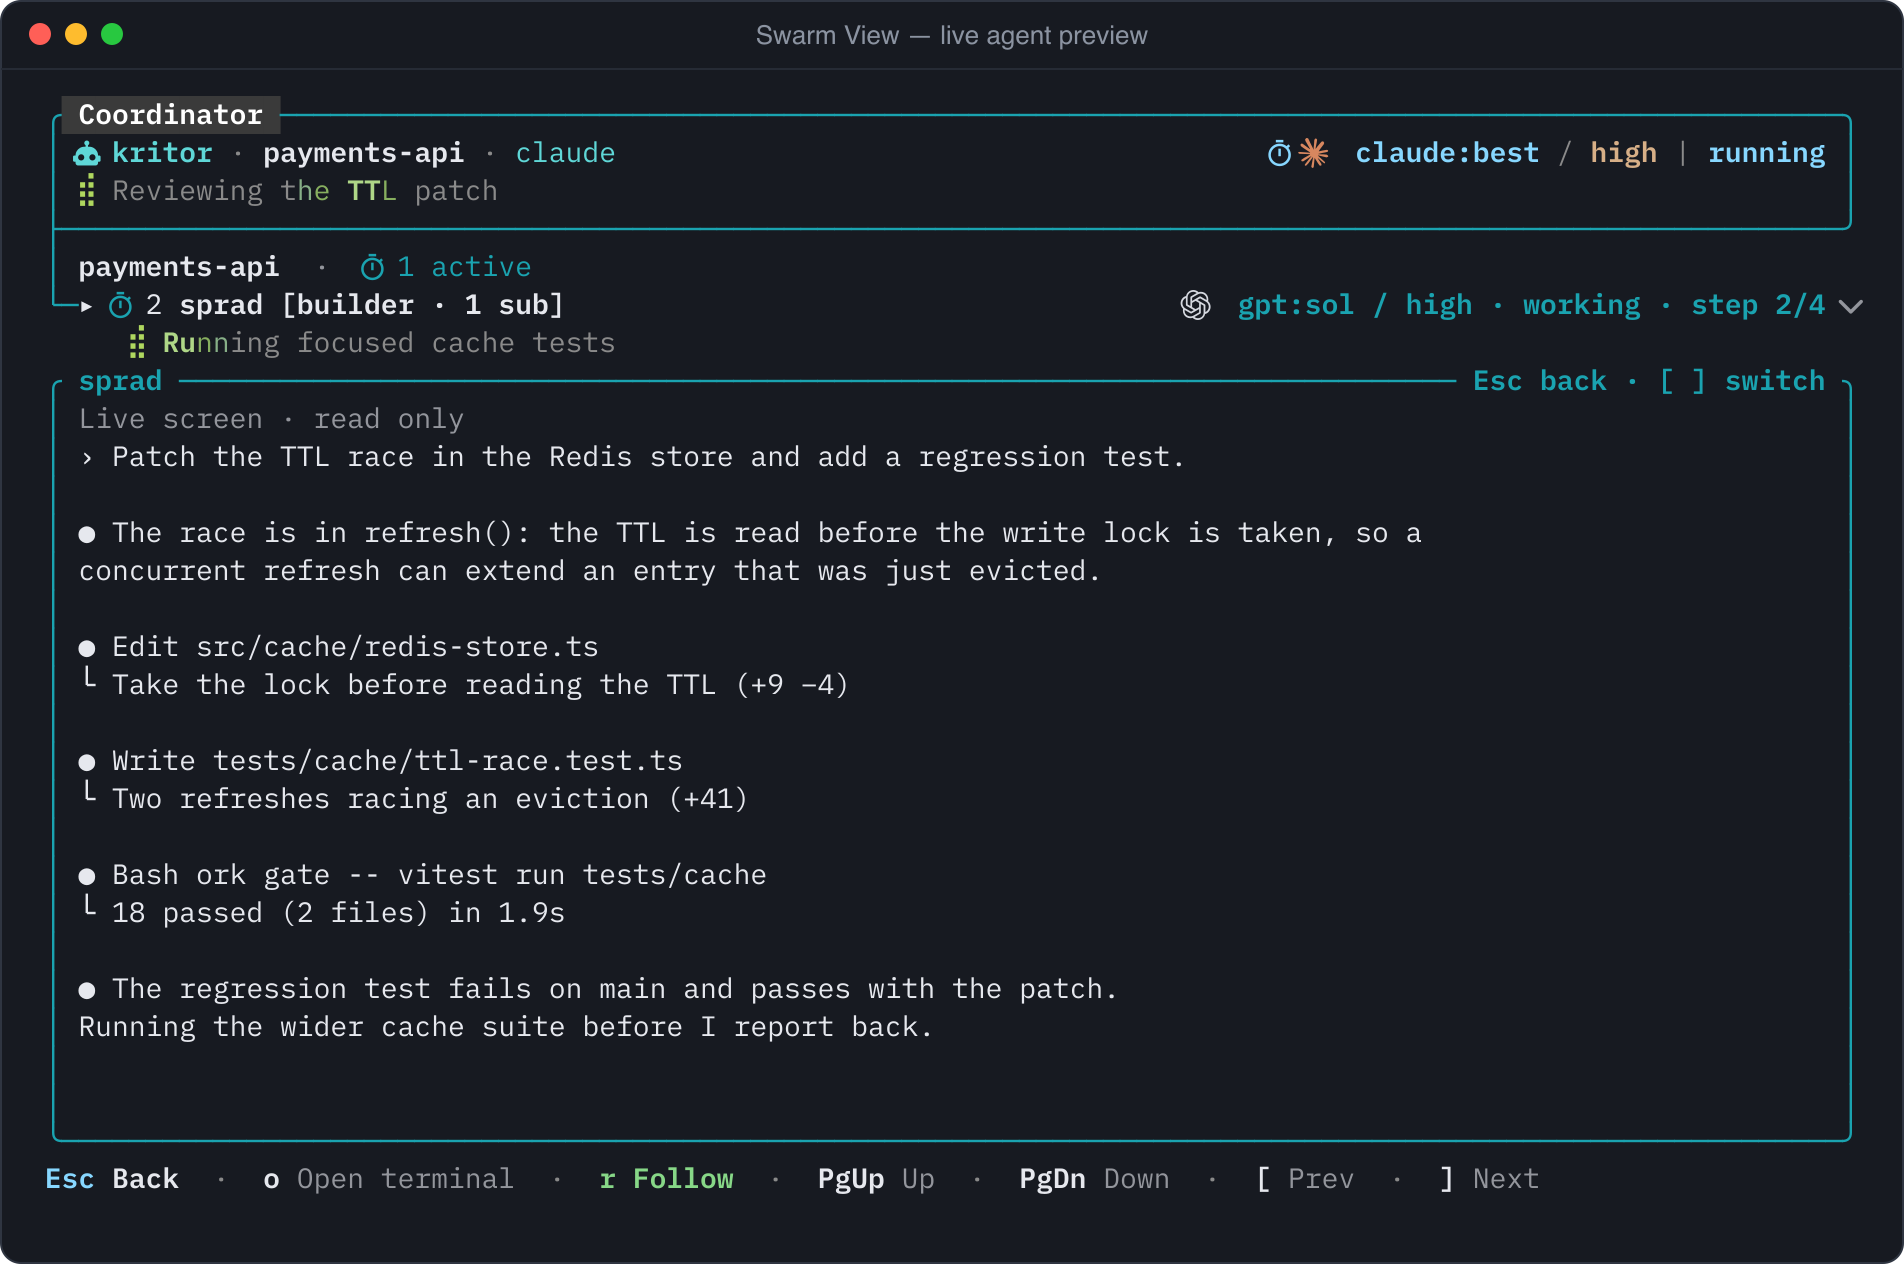 Swarm View — live agent preview
Coordinator
kritor · payments-api · claude claude:best / high | running
Reviewing the TTL patch
payments-api · 1 active
▸ 2 sprad [builder · 1 sub] gpt:sol / high · working · step 2/4
Running focused cache tests
sprad Esc back · [ ] switch
Live screen · read only
› Patch the TTL race in the Redis store and add a regression test.
● The race is in refresh(): the TTL is read before the write lock is taken, so a
concurrent refresh can extend an entry that was just evicted.
● Edit src/cache/redis-store.ts
└ Take the lock before reading the TTL (+9 −4)
● Write tests/cache/ttl-race.test.ts
└ Two refreshes racing an eviction (+41)
● Bash ork gate -- vitest run tests/cache
└ 18 passed (2 files) in 1.9s
● The regression test fails on main and passes with the patch.
Running the wider cache suite before I report back.
Esc Back · o Open terminal · r Follow · PgUp Up · PgDn Down · [ Prev · ] Next